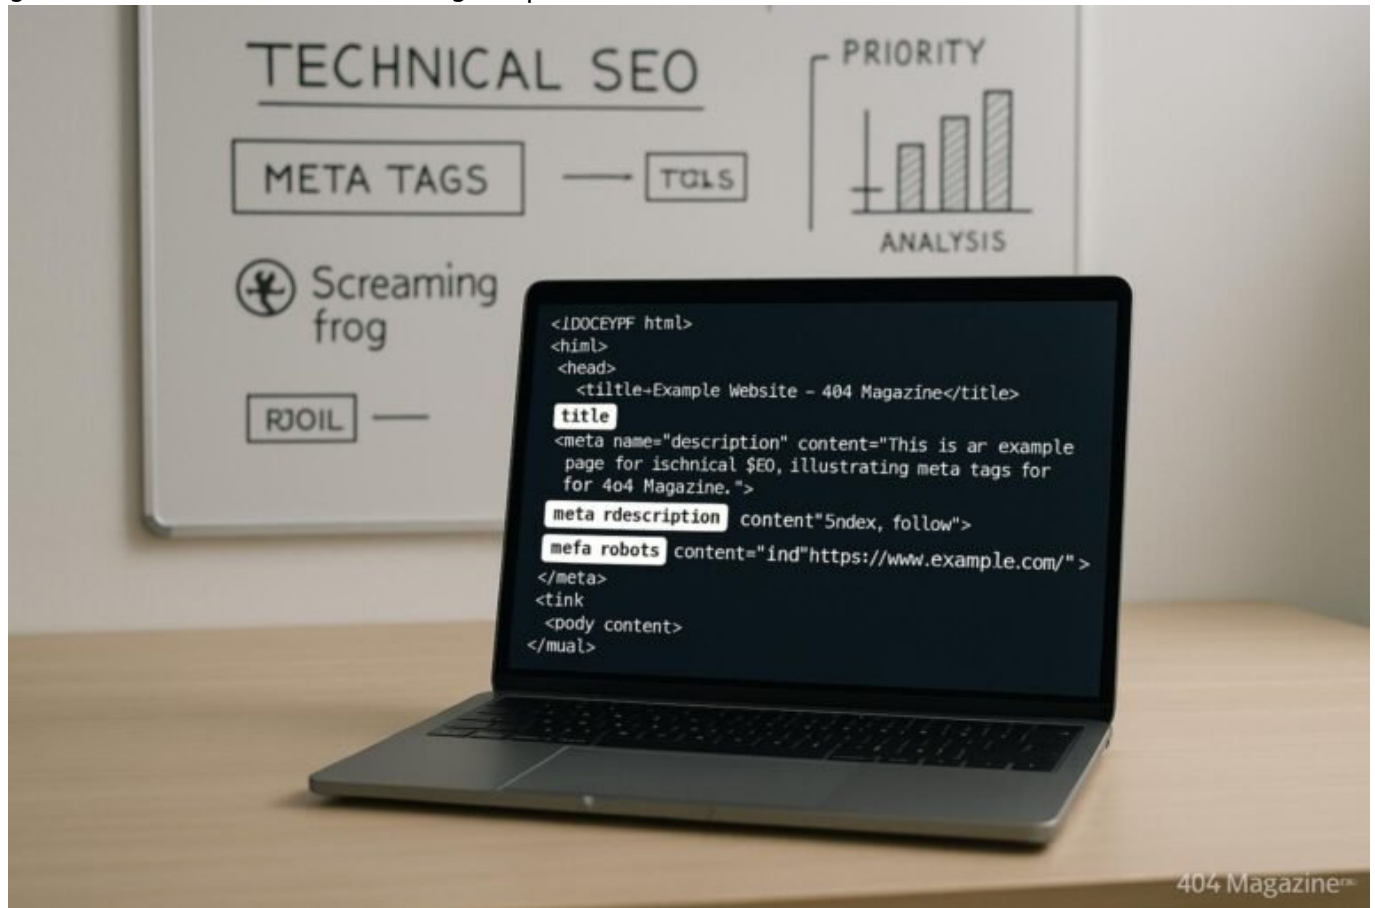 TECHNICAL SEO
META TAGS
TOLS
Screaming
frog
RJOIL
PRIORITY
ANALYSIS
<!DOCEYPF html>
<himl>
<head>
<tiltle→Example Website – 404 Magazine</title>
title
<meta name="description" content="This is ar example
page for ischnical $EO, illustrating meta tags for
for 4o4 Magazine.">
meta rdescription content"5ndex, follow">
mefa robots content="ind"https://www.example.com/">
</meta>
<tink
<pody content>
</mual>
404 Magazine